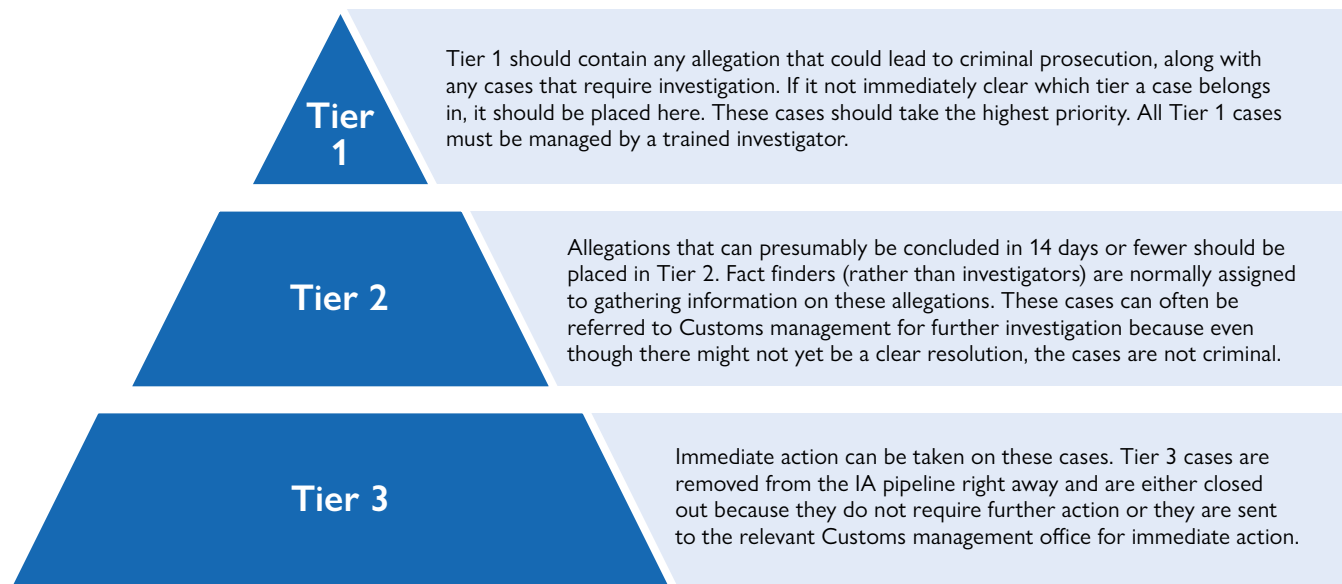 Tier
1
Tier 1 should contain any allegation that could lead to criminal prosecution, along with
any cases that require investigation. If it not immediately clear which tier a case belongs
in, it should be placed here. These cases should take the highest priority. All Tier 1 cases
must be managed by a trained investigator.
Tier 2
Allegations that can presumably be concluded in 14 days or fewer should be
placed in Tier 2. Fact finders (rather than investigators) are normally assigned
to gathering information on these allegations. These cases can often be
referred to Customs management for further investigation because even
though there might not yet be a clear resolution, the cases are not criminal.
Tier 3
Immediate action can be taken on these cases. Tier 3 cases are
removed from the IA pipeline right away and are either closed
out because they do not require further action or they are sent
to the relevant Customs management office for immediate action.